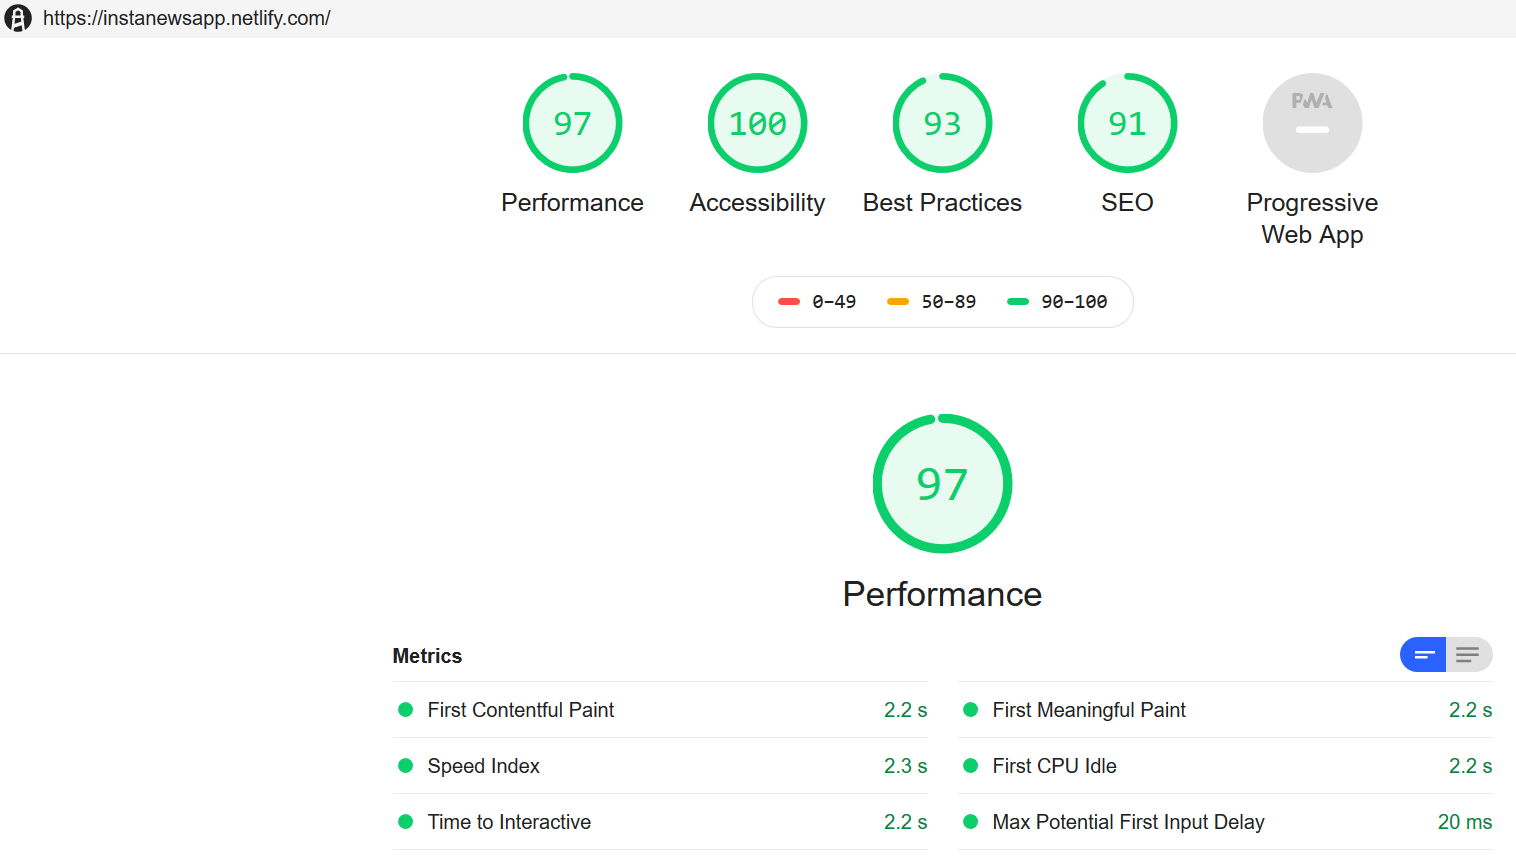 https://instanewsapp.netlify.com/
97
100
93
91
PWA
Performance
Accessibility
Best Practices
SEO
Progressive
Web App
0–49
50–89
90–100
97
Performance
Metrics
First Contentful Paint 2.2 s
First Meaningful Paint 2.2 s
Speed Index 2.3 s
First CPU Idle 2.2 s
Time to Interactive 2.2 s
Max Potential First Input Delay 20 ms